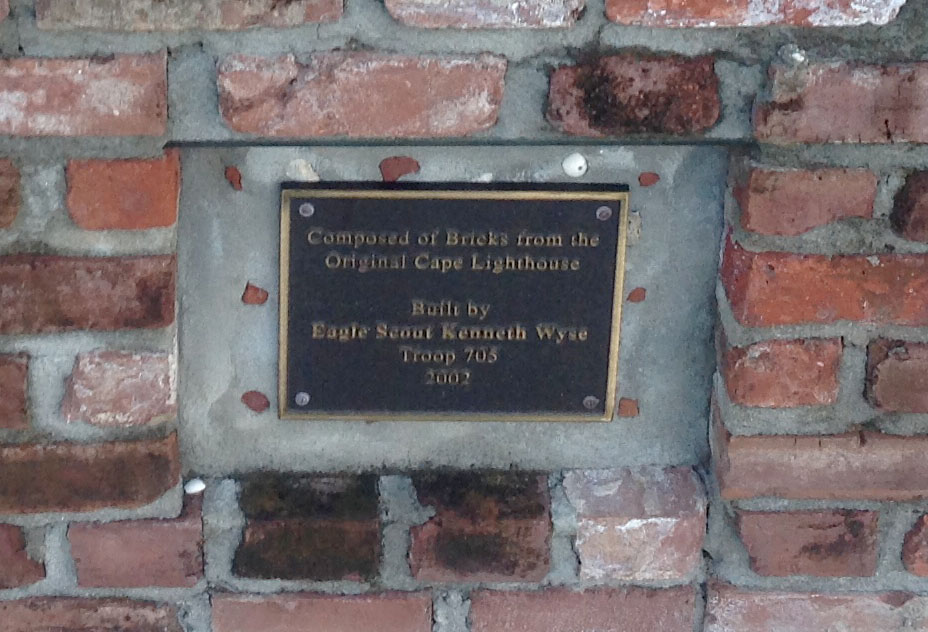 Composed of Bricks from the
Original Cape Lighthouse
Built by
Eagle Scout Kenneth Wyse
Troop 705
2002